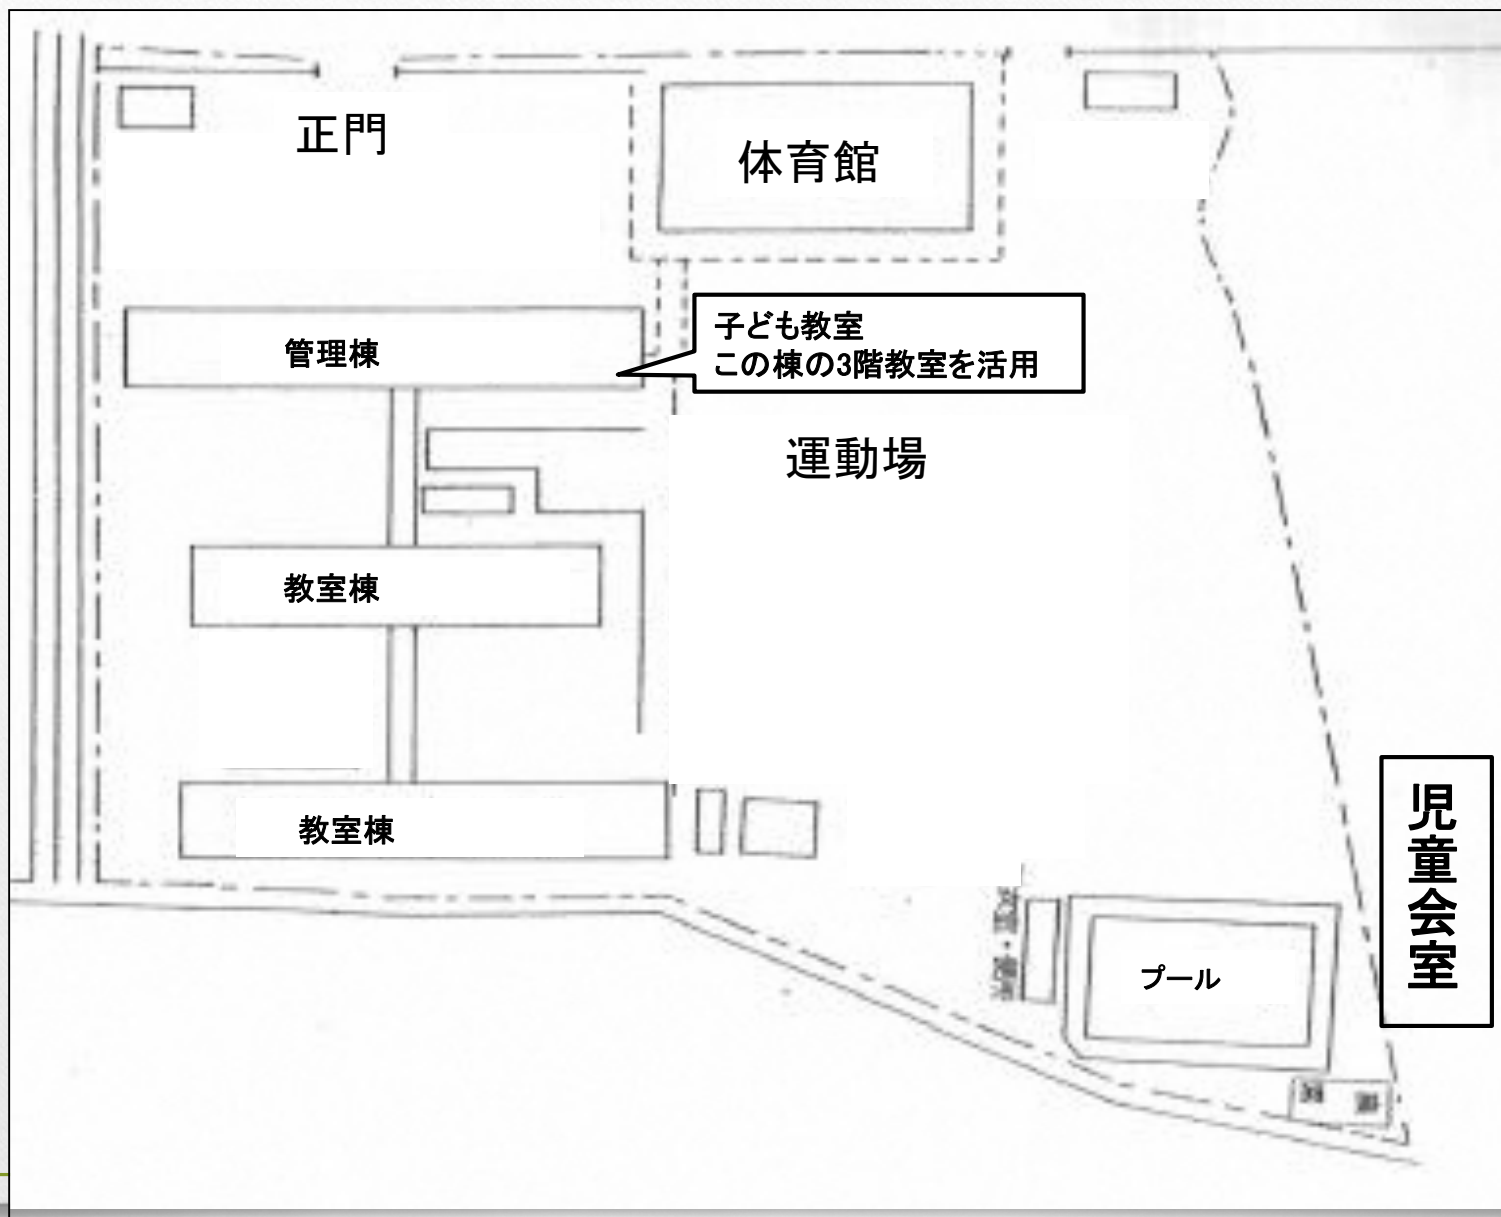 正門
体育館
子ども教室
この棟の3階教室を活用
管理棟
運動場
教室棟
教室棟
児童会室
プール